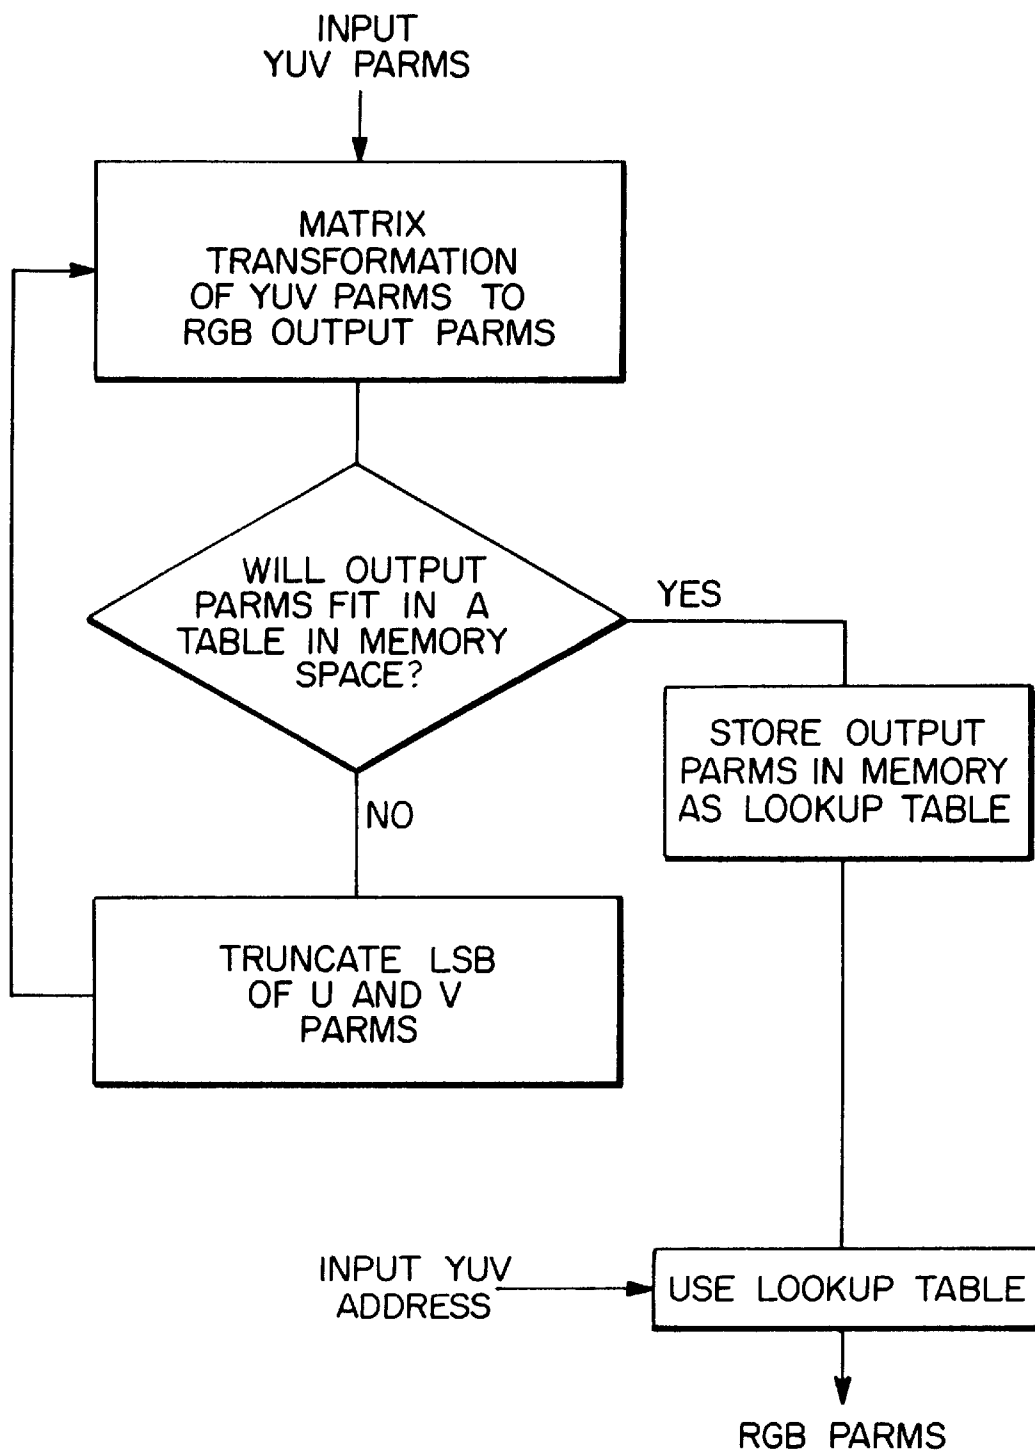 INPUT
YUV PARMS
MATRIX
TRANSFORMATION
OF YUV PARMS TO
RGB OUTPUT PARMS
WILL OUTPUT
PARMS FIT IN A
TABLE IN MEMORY
SPACE?
YES
NO
STORE OUTPUT
PARMS IN MEMORY
AS LOOKUP TABLE
TRUNCATE LSB
OF U AND V
PARMS
INPUT YUV
ADDRESS
USE LOOKUP TABLE
RGB PARMS